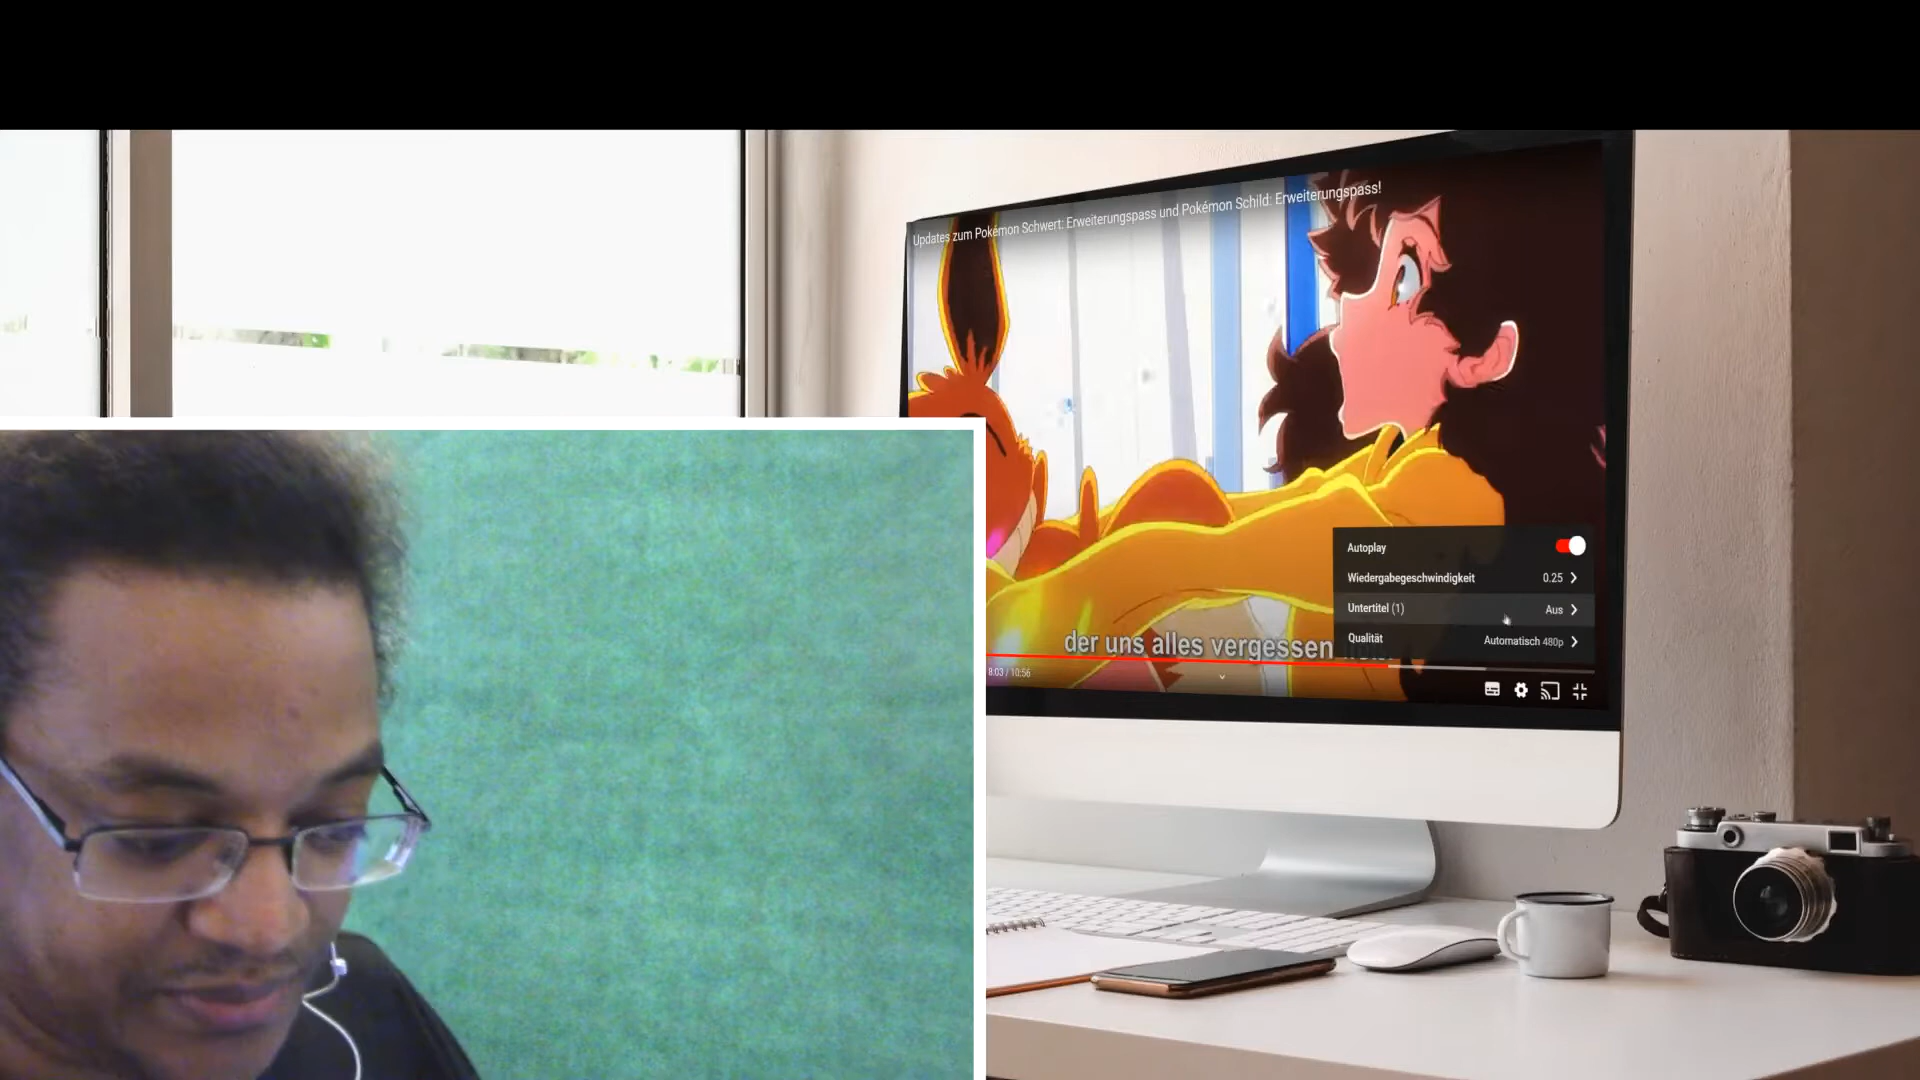 Updates zum Pokémon Schwert: Erweiterungspass und Pokémon Schild: Erweiterungspass!
Autoplay
Wiedergabegeschwindigkeit 0.25
Untertitel (1) Aus
Qualität Automatisch 480p
der uns alles vergessen
8:03 / 10:56